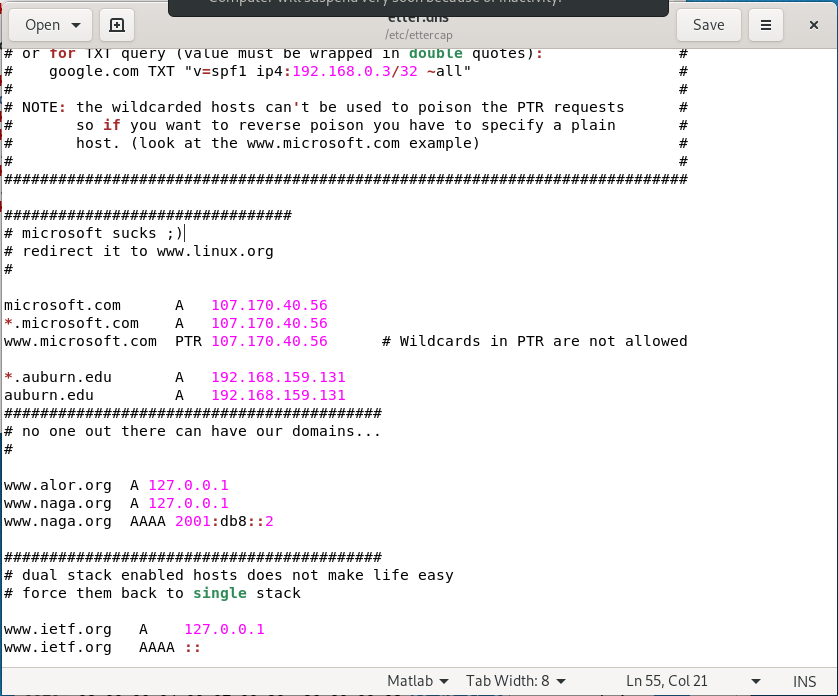 Computer will suspend very soon because of inactivity.
Open
etter.dns
/etc/ettercap
Save
# or for TXT query (value must be wrapped in double quotes):                #
#    google.com TXT "v=spf1 ip4:192.168.0.3/32 ~all"                       #
#                                                                          #
# NOTE: the wildcarded hosts can't be used to poison the PTR requests      #
#       so if you want to reverse poison you have to specify a plain       #
#       host. (look at the www.microsoft.com example)                      #
#                                                                          #
############################################################################
################################
# microsoft sucks ;)
# redirect it to www.linux.org
#
microsoft.com      A   107.170.40.56
*.microsoft.com    A   107.170.40.56
www.microsoft.com  PTR 107.170.40.56      # Wildcards in PTR are not allowed
*.auburn.edu       A   192.168.159.131
auburn.edu         A   192.168.159.131
##########################################
# no one out there can have our domains...
#
www.alor.org  A 127.0.0.1
www.naga.org  A 127.0.0.1
www.naga.org  AAAA 2001:db8::2
##########################################
# dual stack enabled hosts does not make life easy
# force them back to single stack
www.ietf.org   A    127.0.0.1
www.ietf.org   AAAA ::
Matlab
Tab Width: 8
Ln 55, Col 21
INS